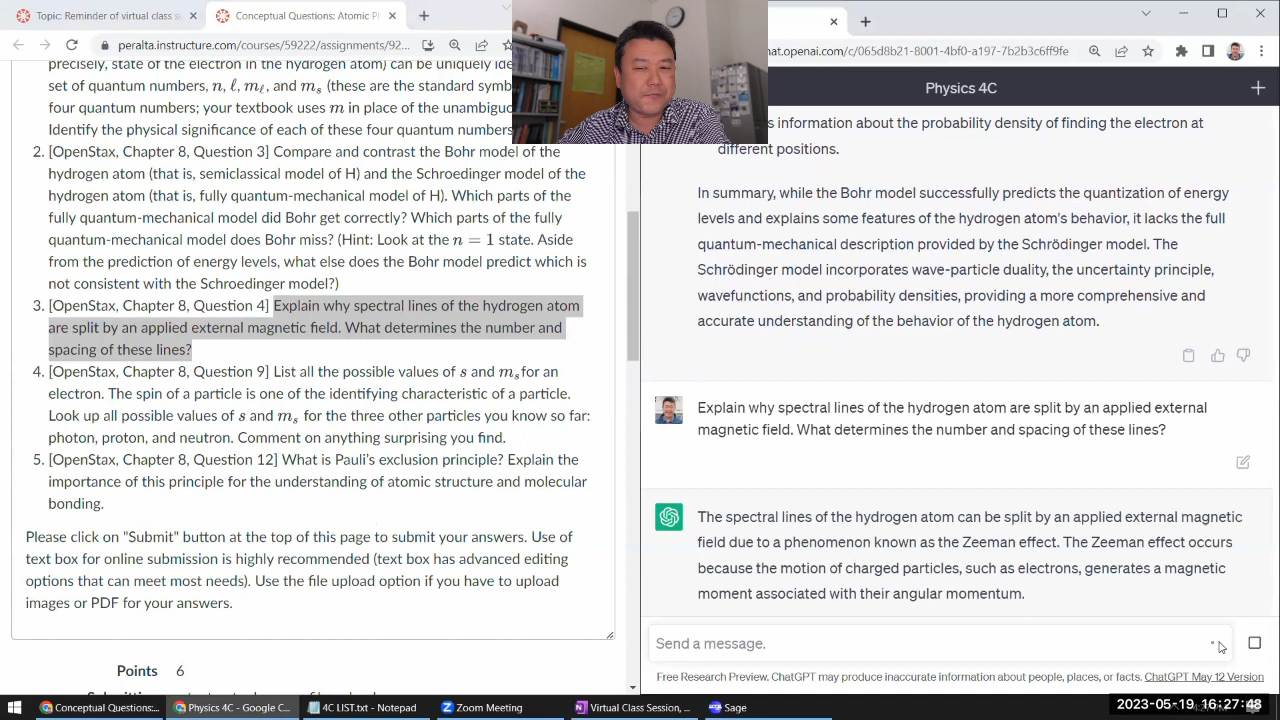 Topic: Reminder of virtual class s
Conceptual Questions: Atomic P
peralta.instructure.com/courses/59222/assignments/92...
precisely, state of the electron in the hydrogen atom) can be uniquely ide
set of quantum numbers, n, ℓ, mℓ, and ms (these are the standard symb
four quantum numbers; your textbook uses m in place of the unambiguo
Identify the physical significance of each of these four quantum numbers
2. [OpenStax, Chapter 8, Question 3] Compare and contrast the Bohr model of the
hydrogen atom (that is, semiclassical model of H) and the Schroedinger model of the
hydrogen atom (that is, fully quantum-mechanical model of H). Which parts of the
fully quantum-mechanical model did Bohr get correctly? Which parts of the fully
quantum-mechanical model does Bohr miss? (Hint: Look at the n = 1 state. Aside
from the prediction of energy levels, what else does the Bohr model predict which is
not consistent with the Schroedinger model?)
3. [OpenStax, Chapter 8, Question 4] Explain why spectral lines of the hydrogen atom
are split by an applied external magnetic field. What determines the number and
spacing of these lines?
4. [OpenStax, Chapter 8, Question 9] List all the possible values of s and ms for an
electron. The spin of a particle is one of the identifying characteristic of a particle.
Look up all possible values of s and ms for the three other particles you know so far:
photon, proton, and neutron. Comment on anything surprising you find.
5. [OpenStax, Chapter 8, Question 12] What is Pauli's exclusion principle? Explain the
importance of this principle for the understanding of atomic structure and molecular
bonding.
Please click on "Submit" button at the top of this page to submit your answers. Use of
text box for online submission is highly recommended (text box has advanced editing
options that can meet most needs). Use the file upload option if you have to upload
images or PDF for your answers.
Points 6
hat.openai.com/c/065d8b21-8001-4bf0-a197-7b2b3c6ff9fe
Physics 4C
information about the probability density of finding the electron at
different positions.
In summary, while the Bohr model successfully predicts the quantization of energy
levels and explains some features of the hydrogen atom's behavior, it lacks the full
quantum-mechanical description provided by the Schrödinger model. The
Schrödinger model incorporates wave-particle duality, the uncertainty principle,
wavefunctions, and probability densities, providing a more comprehensive and
accurate understanding of the behavior of the hydrogen atom.
Explain why spectral lines of the hydrogen atom are split by an applied external
magnetic field. What determines the number and spacing of these lines?
The spectral lines of the hydrogen atom can be split by an applied external magnetic
field due to a phenomenon known as the Zeeman effect. The Zeeman effect occurs
because the motion of charged particles, such as electrons, generates a magnetic
moment associated with their angular momentum.
Send a message.
Free Research Preview. ChatGPT may produce inaccurate information about people, places, or facts. ChatGPT May 12 Version
Conceptual Questions:...
Physics 4C - Google C...
4C LIST.txt - Notepad
Zoom Meeting
Virtual Class Session, ...
Sage
2023-05-19 16:27:48